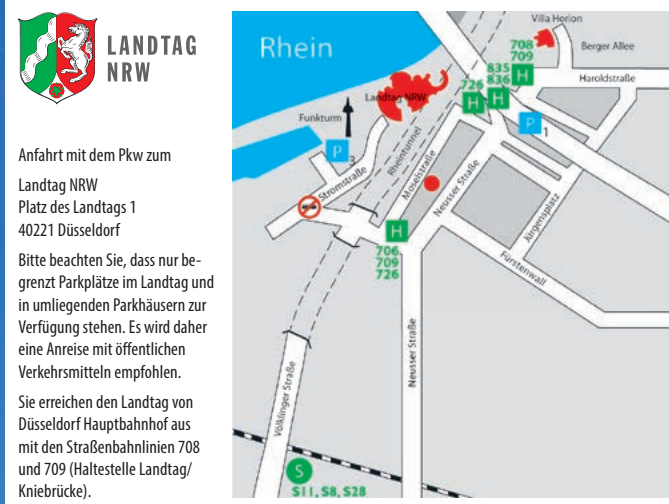 LANDTAG
NRW
Anfahrt mit dem Pkw zum
Landtag NRW
Platz des Landtags 1
40221 Düsseldorf
Bitte beachten Sie, dass nur be-
grenzt Parkplätze im Landtag und
in umliegenden Parkhäusern zur
Verfügung stehen. Es wird daher
eine Anreise mit öffentlichen
Verkehrsmitteln empfohlen.
Sie erreichen den Landtag von
Düsseldorf Hauptbahnhof aus
mit den Straßenbahnlinien 708
und 709 (Haltestelle Landtag/
Kniebrücke).
Rhein
Villa Horion
708
709
Berger Allee
835
836
H
Haroldstraße
726
H
H
Landtag NRW
Funkturm
P
1
P
3
Rheintunnel
Moselstraße
Neusser Straße
Stromstraße
Jürgensplatz
H
706
709
726
Fürstenwall
Neusser Straße
Völklinger Straße
S
S11, S8, S28